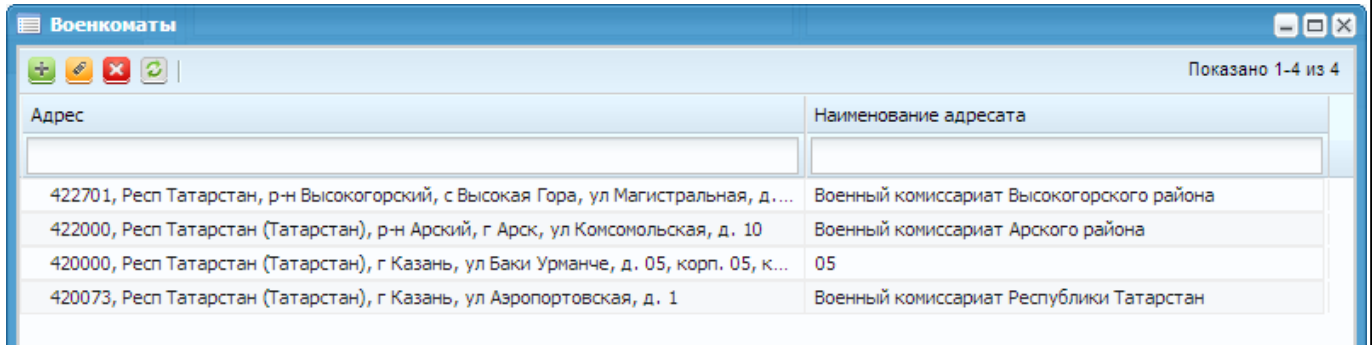 Военкоматы
Показано 1-4 из 4
Адрес Наименование адресата
422701, Респ Татарстан, р-н Высокогорский, с Высокая Гора, ул Магистральная, д.... Военный комиссариат Высокогорского района
422000, Респ Татарстан (Татарстан), р-н Арский, г Арск, ул Комсомольская, д. 10 Военный комиссариат Арского района
420000, Респ Татарстан (Татарстан), г Казань, ул Баки Урманче, д. 05, корп. 05, к... 05
420073, Респ Татарстан (Татарстан), г Казань, ул Аэропортовская, д. 1 Военный комиссариат Республики Татарстан